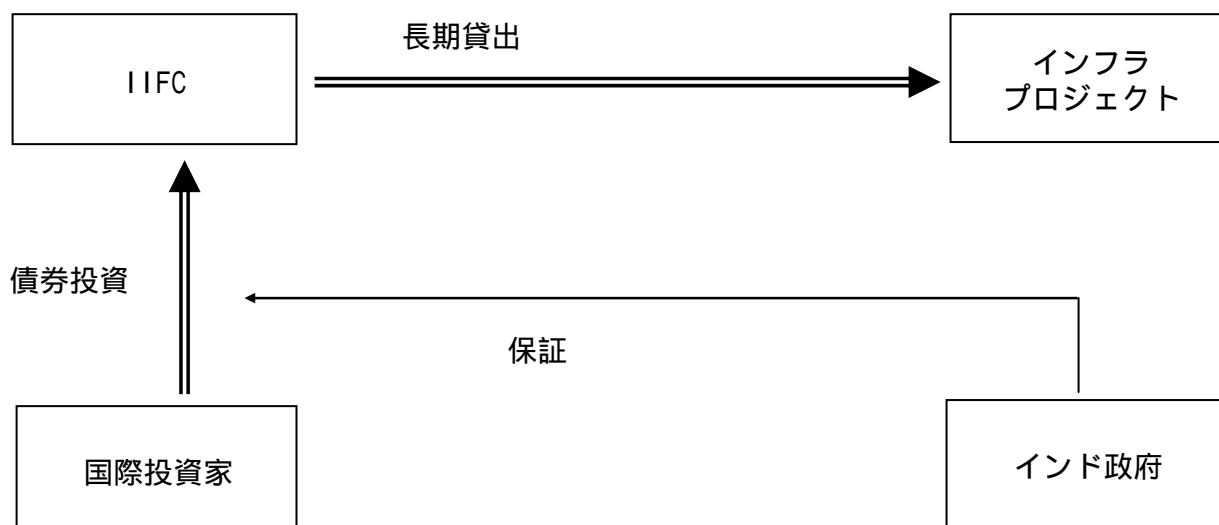 長期貸出
IIFC
インフラ
プロジェクト
債券投資
保証
国際投資家
インド政府